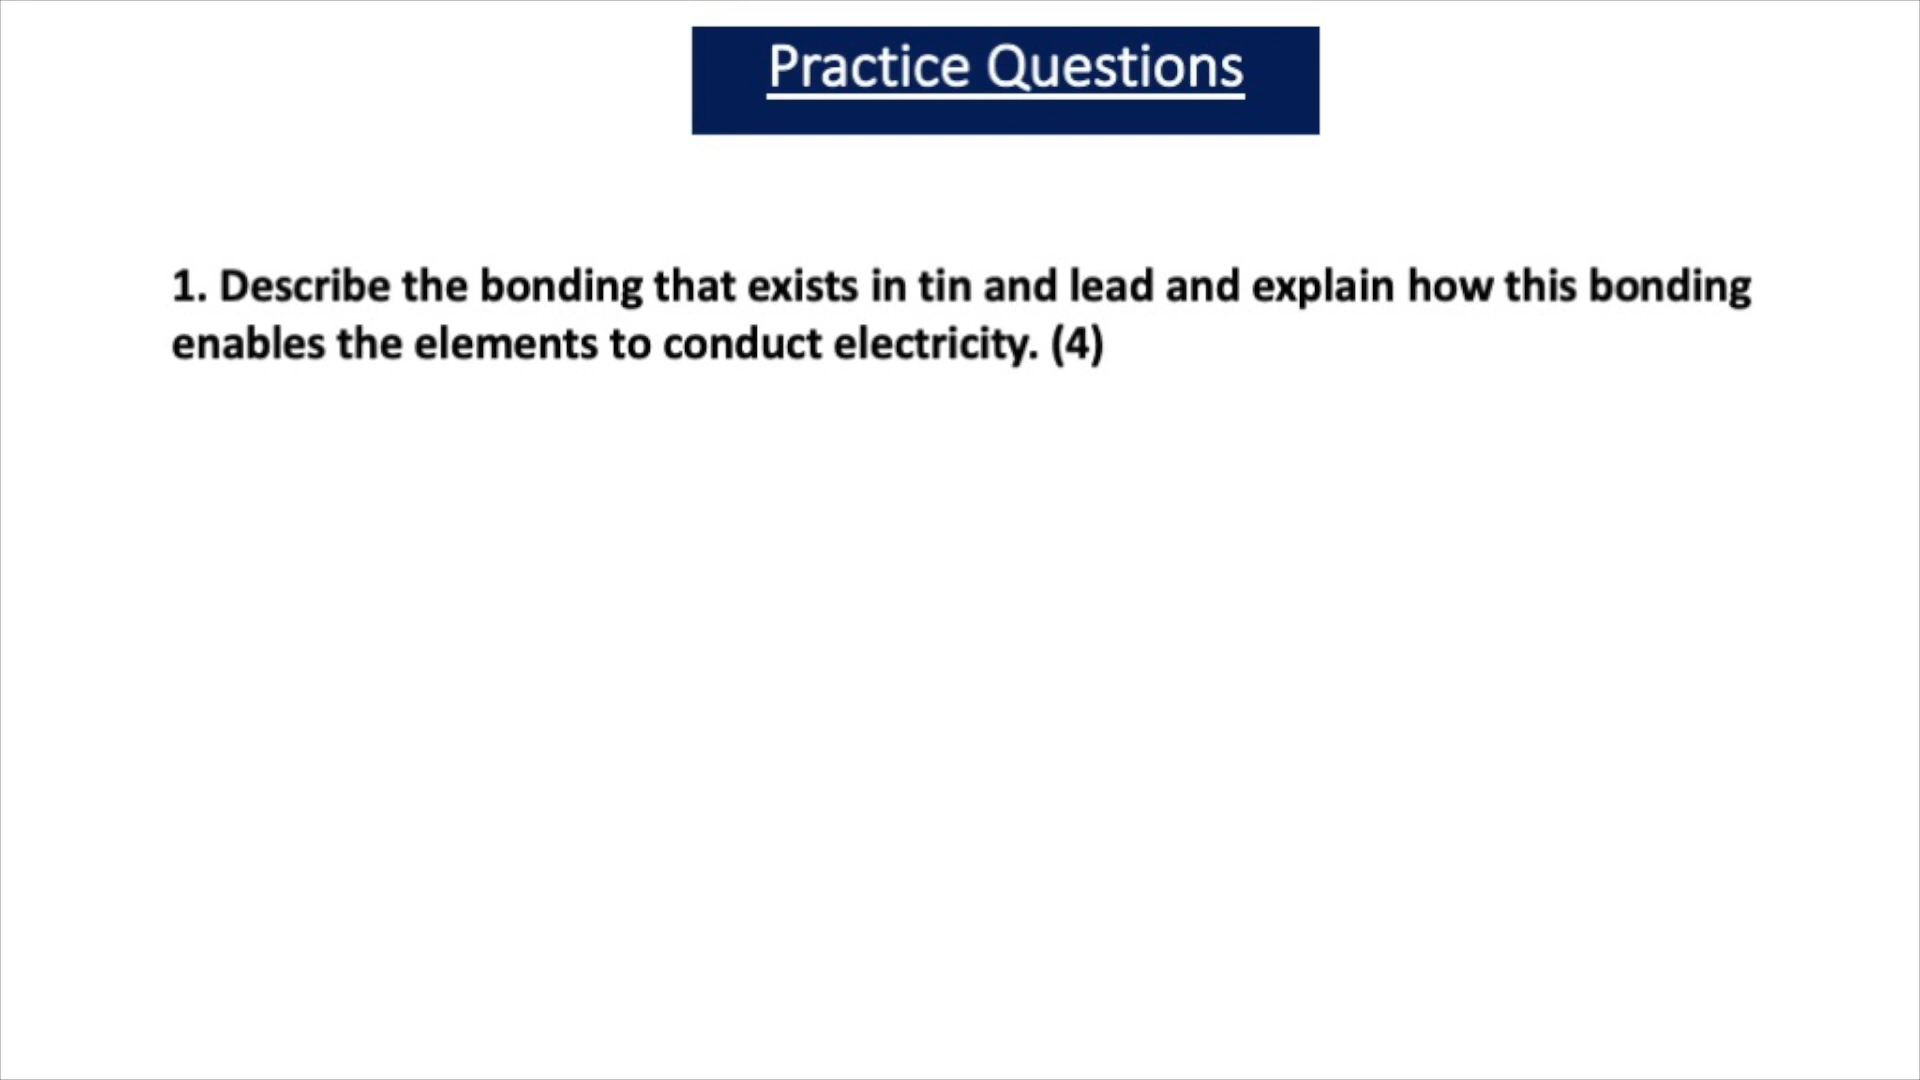 Practice Questions
1. Describe the bonding that exists in tin and lead and explain how this bonding
enables the elements to conduct electricity. (4)